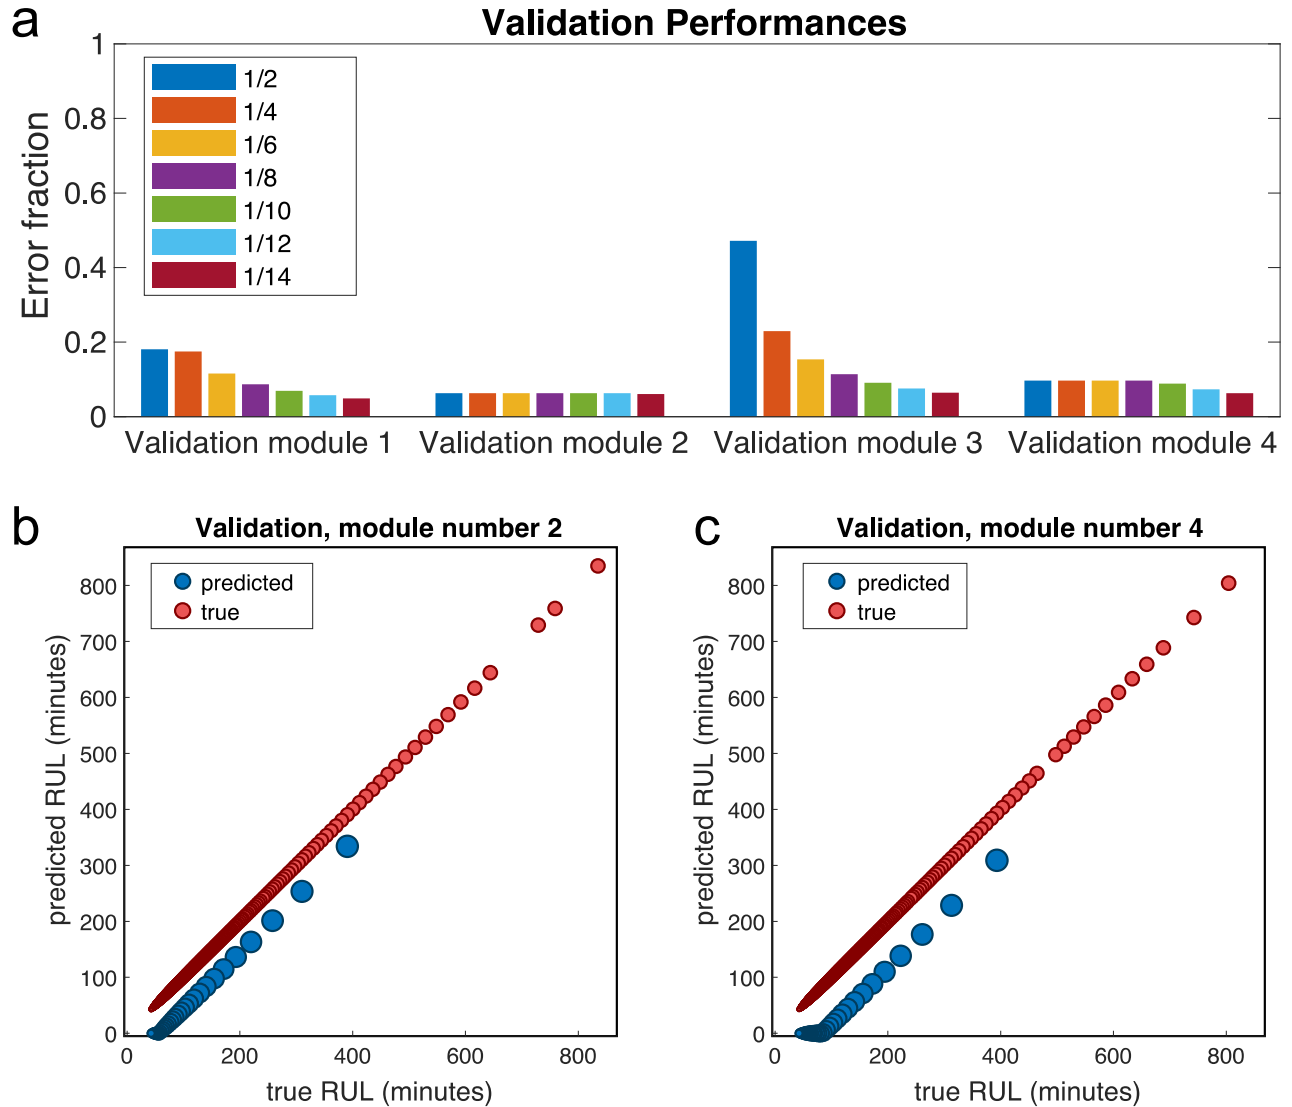 a
Validation Performances
1
0.8
0.6
0.4
0.2
0
Error fraction
1/2
1/4
1/6
1/8
1/10
1/12
1/14
Validation module 1
Validation module 2
Validation module 3
Validation module 4
b
Validation, module number 2
predicted
true
800
700
600
500
400
300
200
100
0
predicted RUL (minutes)
0
200
400
600
800
true RUL (minutes)
c
Validation, module number 4
predicted
true
800
700
600
500
400
300
200
100
0
predicted RUL (minutes)
0
200
400
600
800
true RUL (minutes)